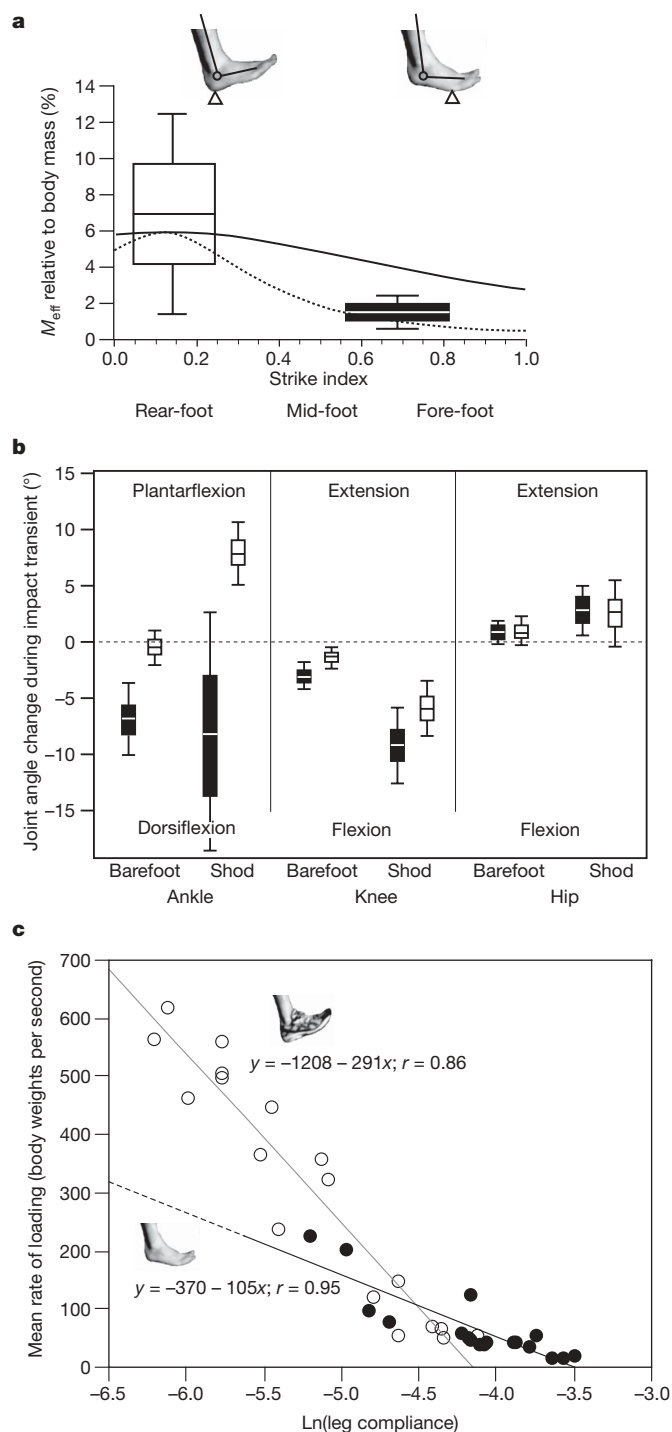 a
M_eff relative to body mass (%)
14
12
10
8
6
4
2
0
0.0 0.2 0.4 0.6 0.8 1.0
Strike index
Rear-foot Mid-foot Fore-foot
b
Joint angle change during impact transient (°)
15
10
5
0
−5
−10
−15
Plantarflexion Extension Extension
Dorsiflexion Flexion Flexion
Barefoot Shod Barefoot Shod Barefoot Shod
Ankle Knee Hip
c
Mean rate of loading (body weights per second)
700
600
500
400
300
200
100
0
y = −1208 − 291x; r = 0.86
y = −370 − 105x; r = 0.95
−6.5 −6.0 −5.5 −5.0 −4.5 −4.0 −3.5 −3.0
Ln(leg compliance)